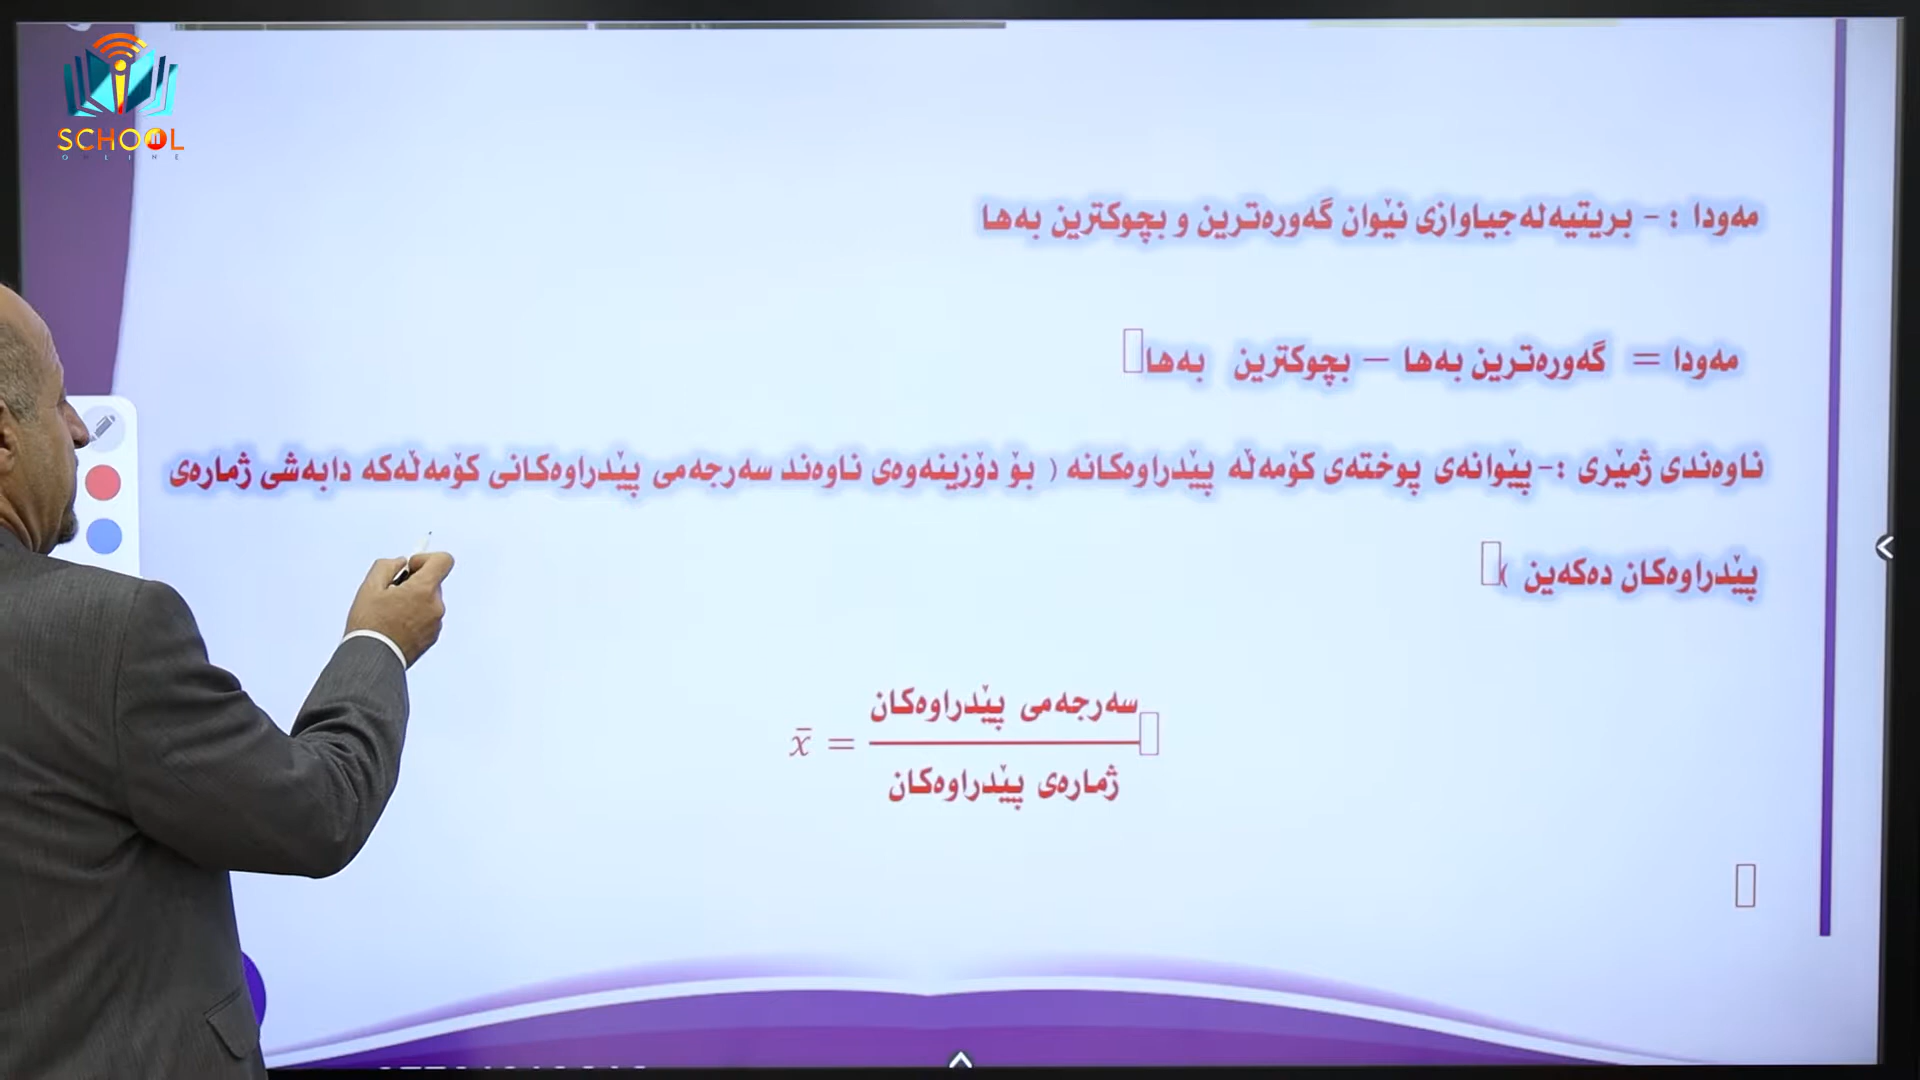 SCHOOL
ONLINE
مەودا : - بریتیەلەجیاوازی نێوان گەورەترین و بچوکترین بەها
مەودا = گەورەترین بەها – بچوکترین بەها
ناوەندی ژمێری :-پێوانەی پوختەی کۆمەڵە پێدراوەکانە ( بۆ دۆزینەوەی ناوەند سەرجەمی پێدراوەکانی کۆمەڵەکە دابەشی ژمارەی
پێدراوەکان دەکەین )
x̄ = سەرجەمی پێدراوەکان
ژمارەی پێدراوەکان